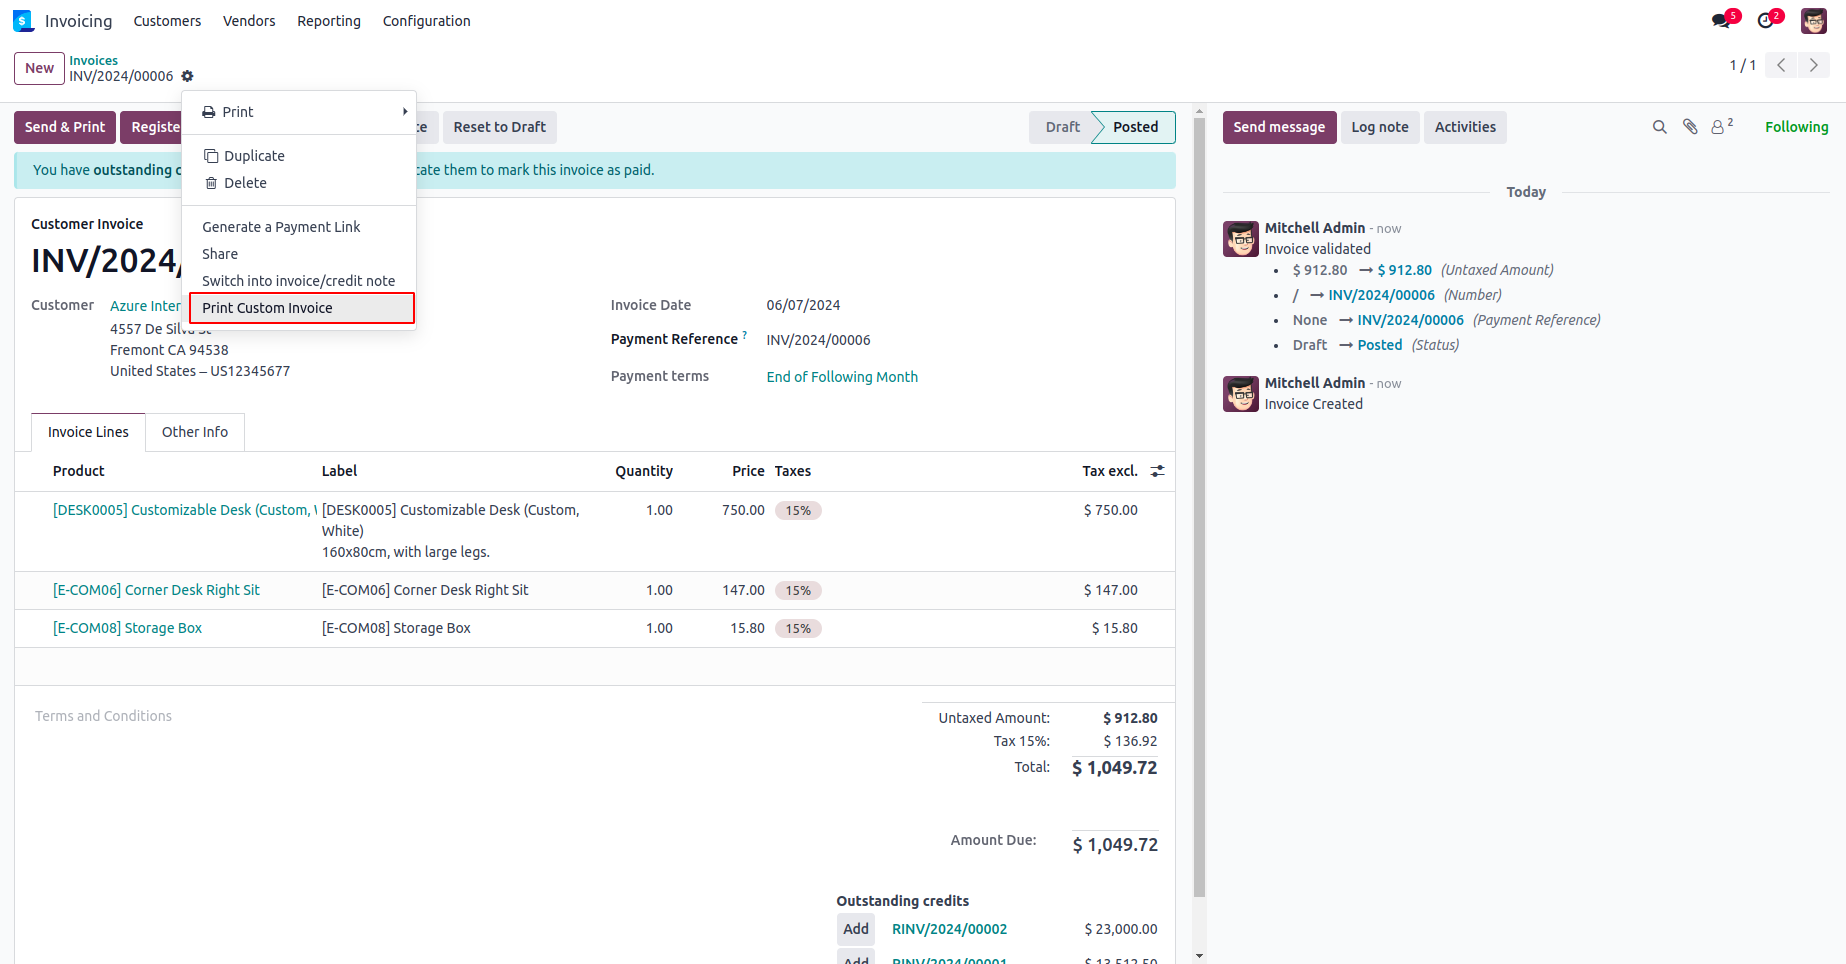 Invoicing Customers Vendors Reporting Configuration 5 2
New Invoices
INV/2024/00006
1 / 1
Print
Duplicate
Delete
Generate a Payment Link
Share
Switch into invoice/credit note
Print Custom Invoice
Send & Print Reset to Draft Draft Posted
You have outstanding cate them to mark this invoice as paid.
Customer Invoice
INV/2024/
Customer Azure
4557 De Silva St
Fremont CA 94538
United States – US12345677
Invoice Date 06/07/2024
Payment Reference ? INV/2024/00006
Payment terms End of Following Month
Invoice Lines Other Info
Product Label Quantity Price Taxes Tax excl.
[DESK0005] Customizable Desk (Custom, [DESK0005] Customizable Desk (Custom, 1.00 750.00 15% $ 750.00
White)
160x80cm, with large legs.
[E-COM06] Corner Desk Right Sit [E-COM06] Corner Desk Right Sit 1.00 147.00 15% $ 147.00
[E-COM08] Storage Box [E-COM08] Storage Box 1.00 15.80 15% $ 15.80
Terms and Conditions
Untaxed Amount: $ 912.80
Tax 15%: $ 136.92
Total: $ 1,049.72
Amount Due: $ 1,049.72
Outstanding credits
Add RINV/2024/00002 $ 23,000.00
Add RINV/2024/00001 $ 13,512.50
Send message Log note Activities 2 Following
Today
Mitchell Admin - now
Invoice validated
• $ 912.80 → $ 912.80 (Untaxed Amount)
• / → INV/2024/00006 (Number)
• None → INV/2024/00006 (Payment Reference)
• Draft → Posted (Status)
Mitchell Admin - now
Invoice Created